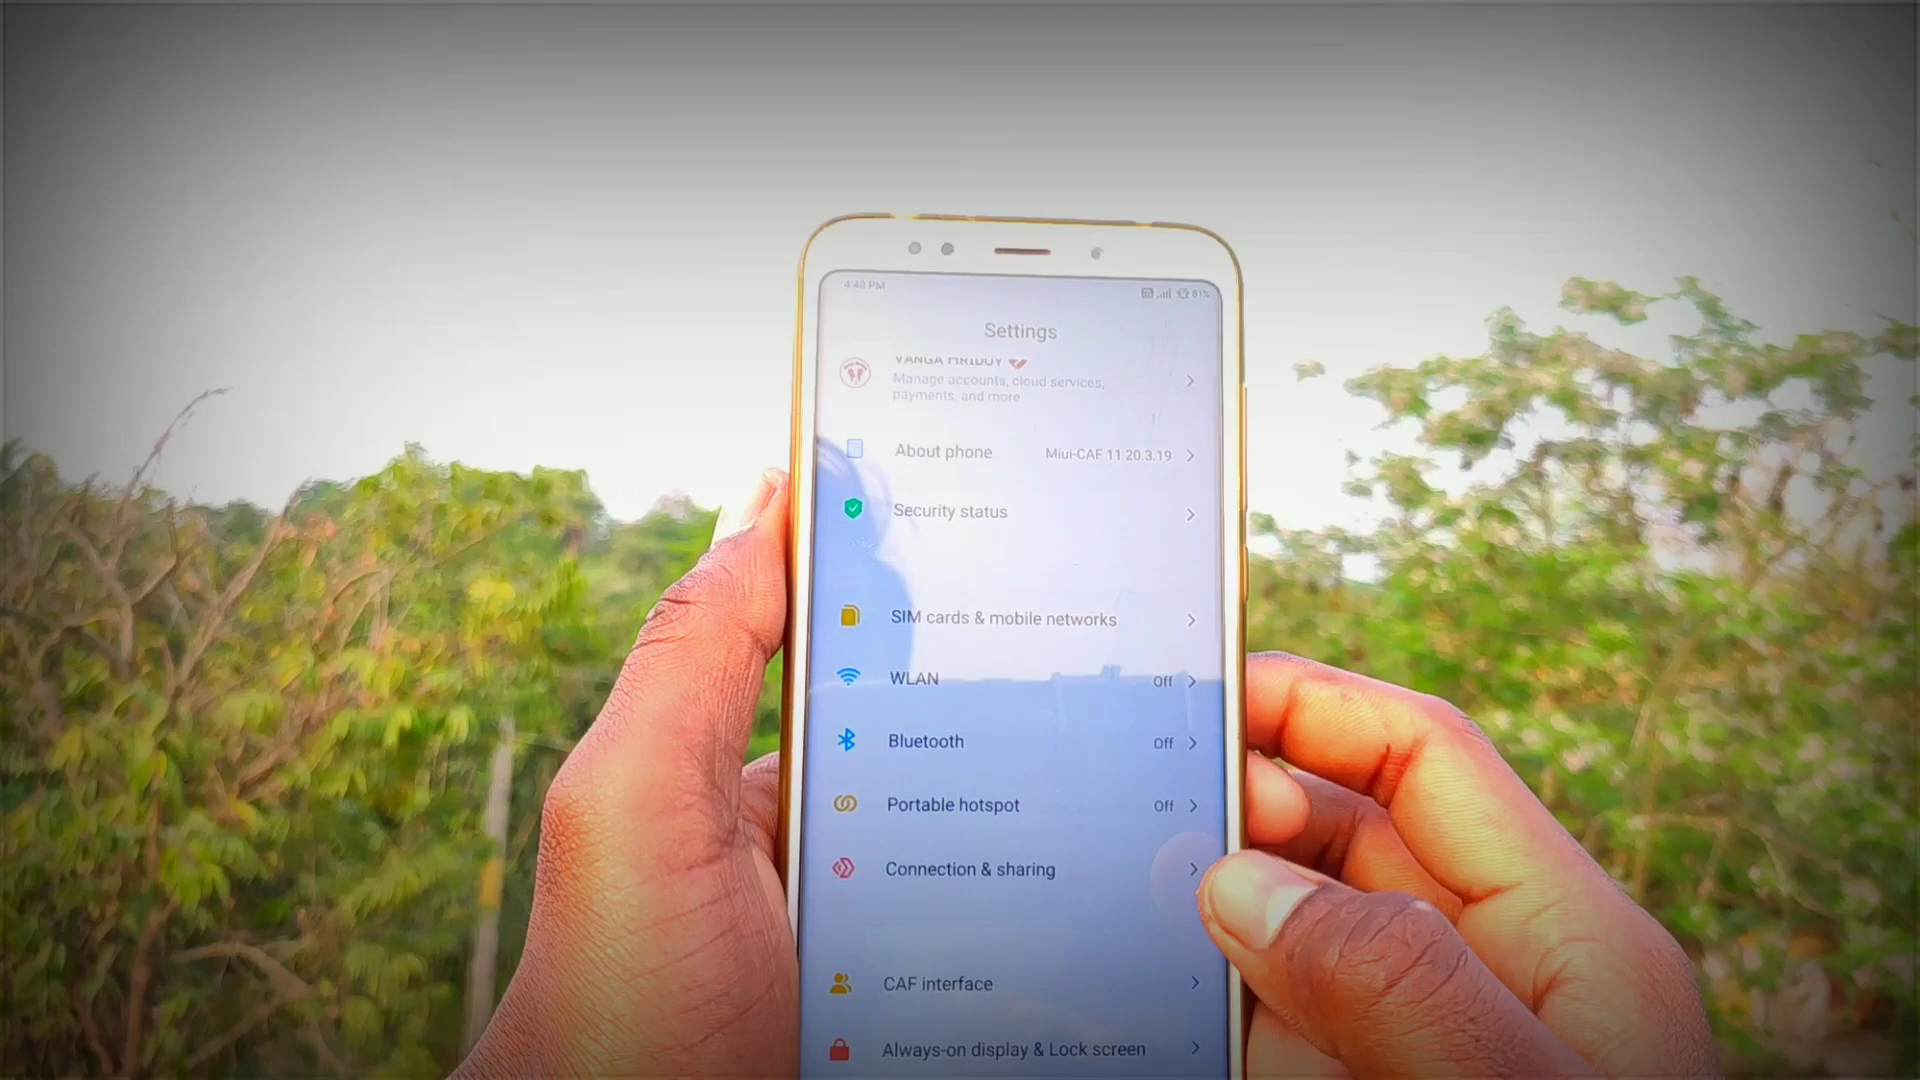 4:48 PM
81%
Settings
VANGA HRIDOY
Manage accounts, cloud services,
payments, and more
About phone
Miui-CAF 11 20.3.19
Security status
SIM cards & mobile networks
WLAN
Off
Bluetooth
Off
Portable hotspot
Off
Connection & sharing
CAF interface
Always-on display & Lock screen